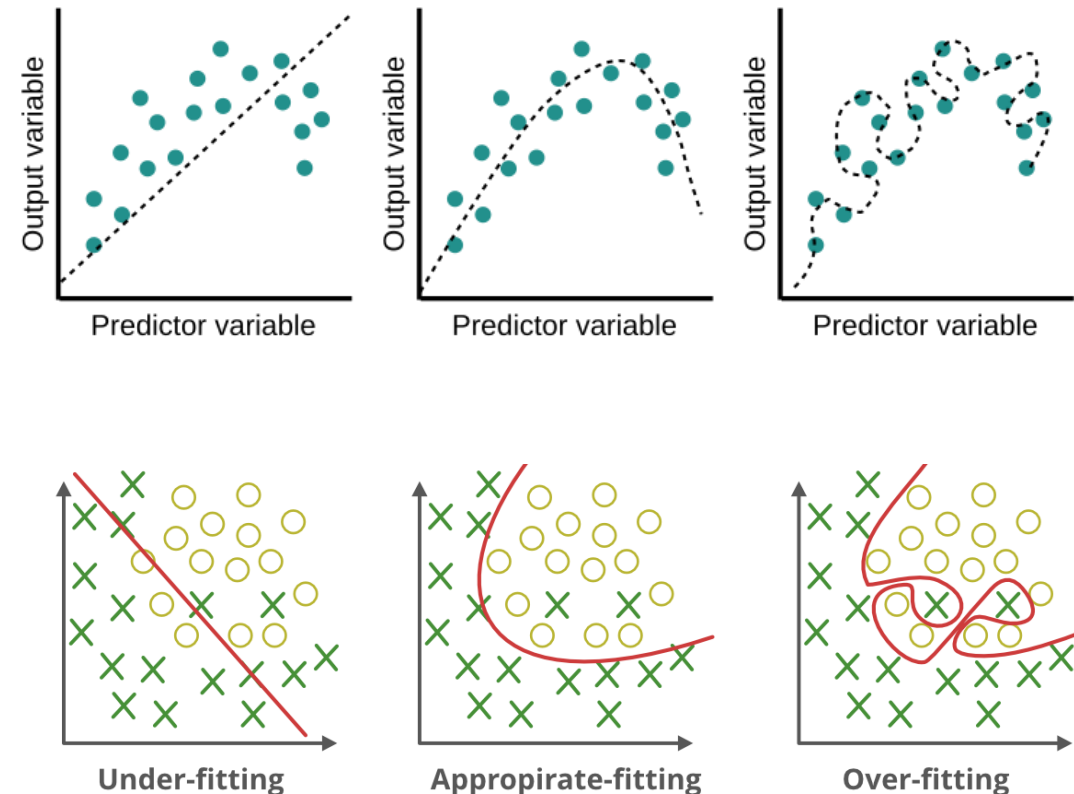 Output variable
Predictor variable
Output variable
Predictor variable
Output variable
Predictor variable
Under-fitting
Appropirate-fitting
Over-fitting